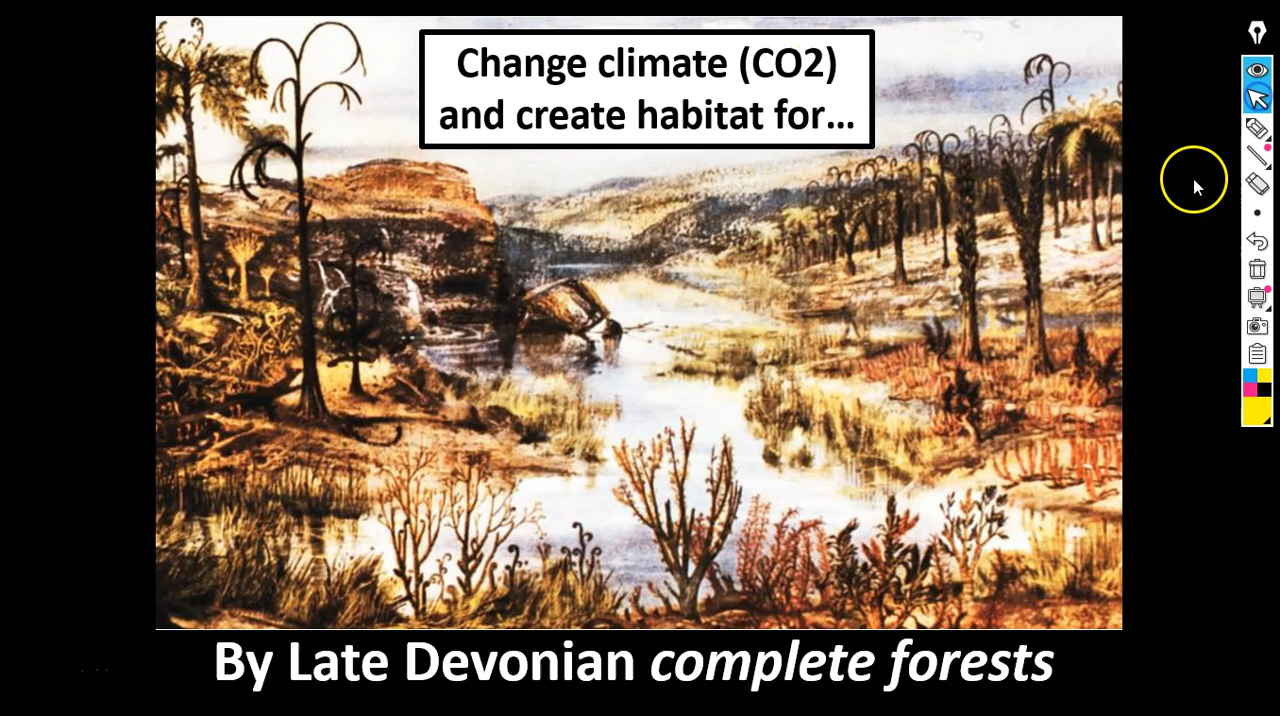 Change climate (CO2)
and create habitat for...
By Late Devonian complete forests